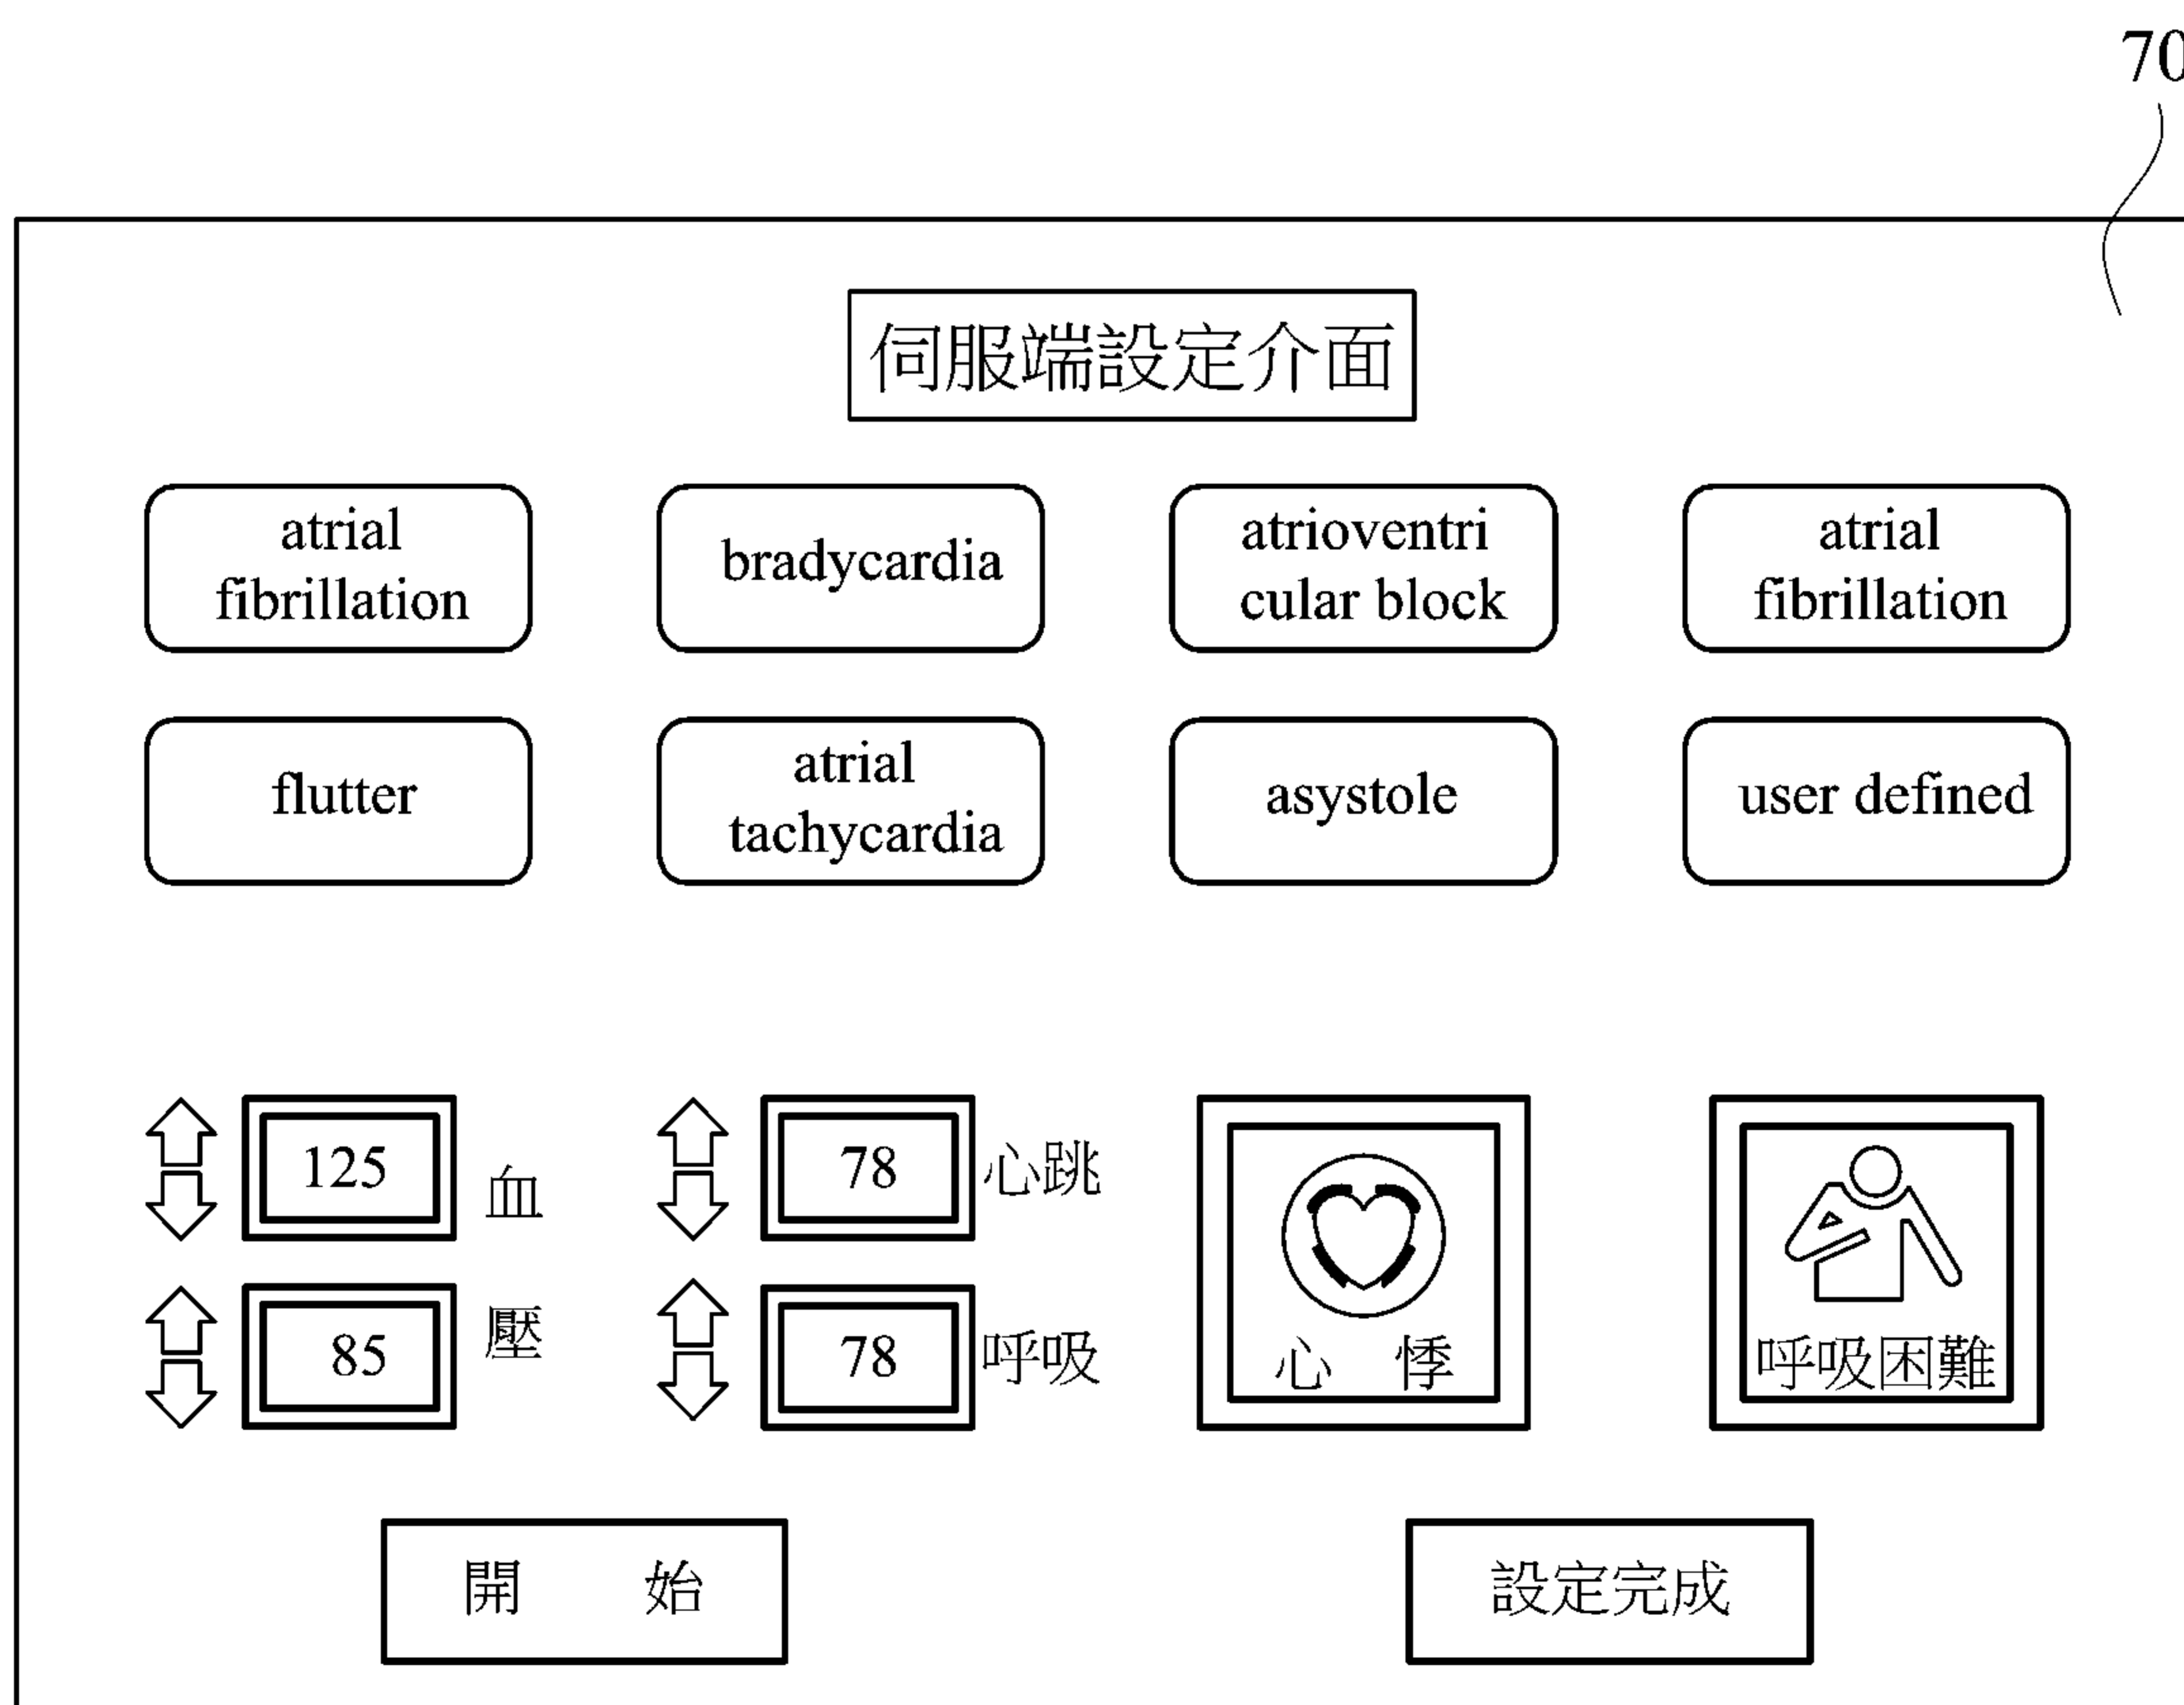 70
伺服端設定介面
atrial
fibrillation
bradycardia
atrioventri
cular block
atrial
fibrillation
flutter
atrial
tachycardia
asystole
user defined
125
血
壓
85
78
心跳
78
呼吸
心 悸
呼吸困難
開 始
設定完成